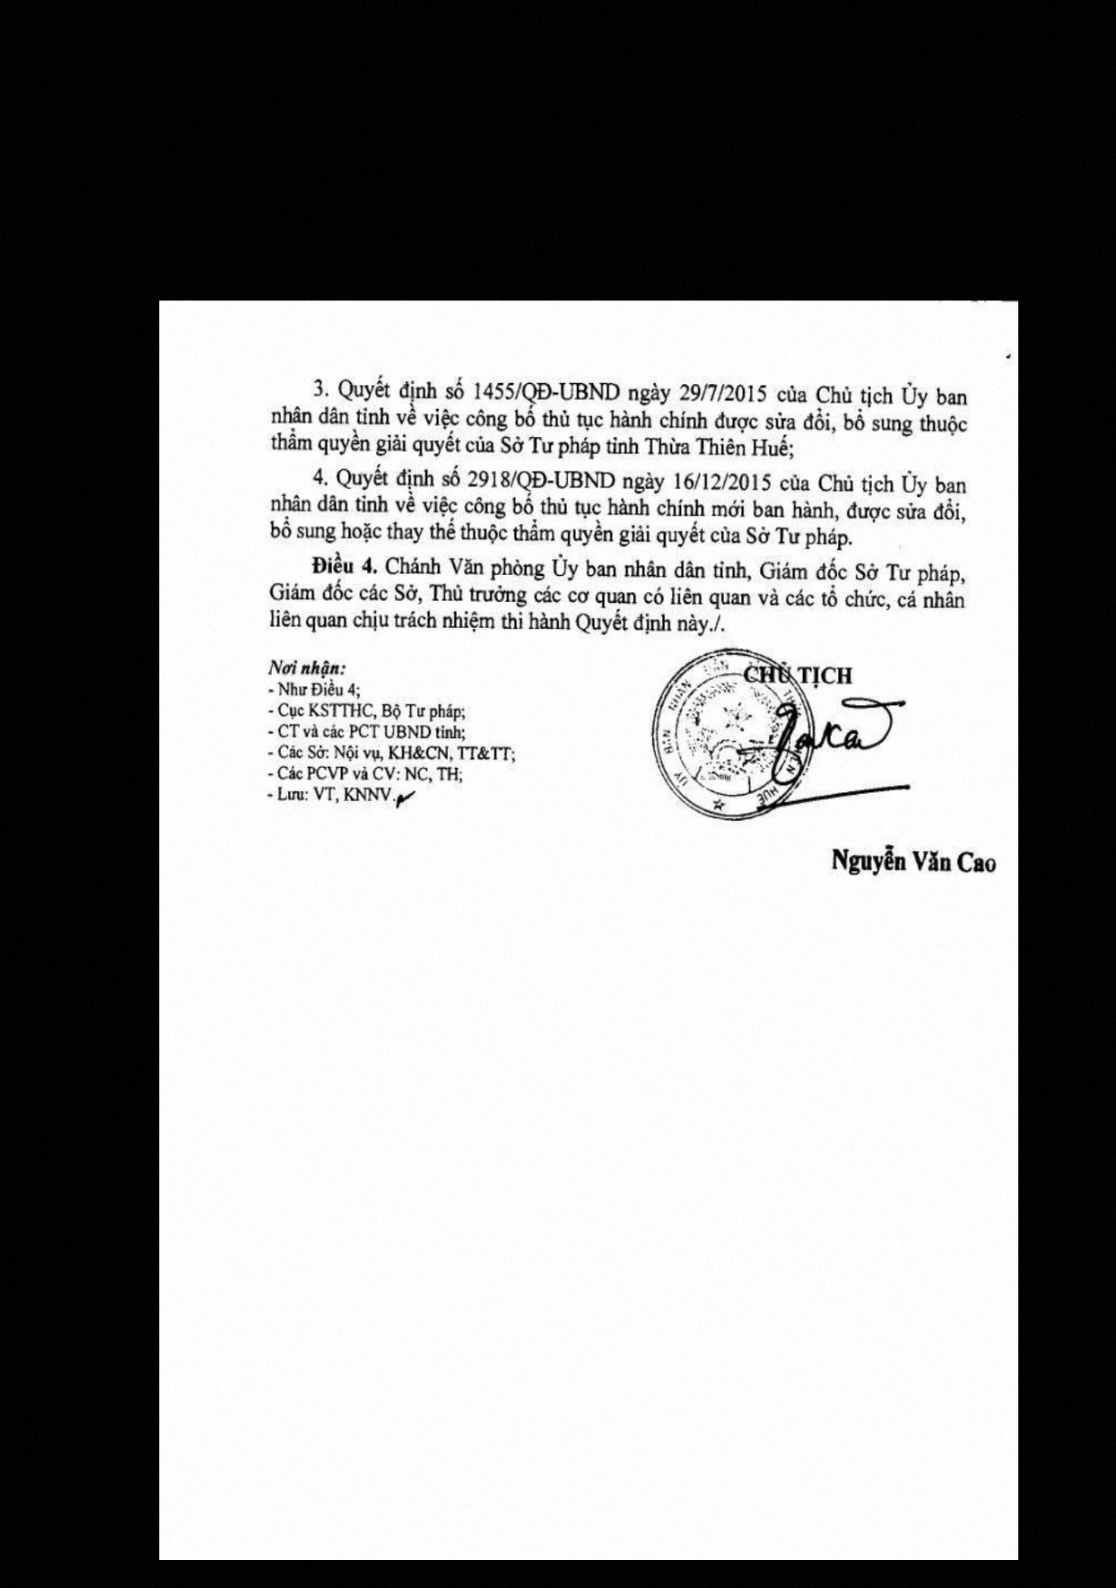 3. Quyết định số 1455/QĐ-UBND ngày 29/7/2015 của Chủ tịch Ủy ban
nhân dân tỉnh về việc công bố thủ tục hành chính được sửa đổi, bổ sung thuộc
thẩm quyền giải quyết của Sở Tư pháp tỉnh Thừa Thiên Huế;
4. Quyết định số 2918/QĐ-UBND ngày 16/12/2015 của Chủ tịch Ủy ban
nhân dân tỉnh về việc công bố thủ tục hành chính mới ban hành, được sửa đổi,
bổ sung hoặc thay thế thuộc thẩm quyền giải quyết của Sở Tư pháp.
Điều 4. Chánh Văn phòng Ủy ban nhân dân tỉnh, Giám đốc Sở Tư pháp,
Giám đốc các Sở, Thủ trưởng các cơ quan có liên quan và các tổ chức, cá nhân
liên quan chịu trách nhiệm thi hành Quyết định này./.
Nơi nhận:
- Như Điều 4;
- Cục KSTTHC, Bộ Tư pháp;
- CT và các PCT UBND tỉnh;
- Các Sở: Nội vụ, KH&CN, TT&TT;
- Các PCVP và CV: NC, TH;
- Lưu: VT, KNNV.
CHỦ TỊCH
ỦY BAN NHÂN DÂN
HUẾ
Nguyễn Văn Cao